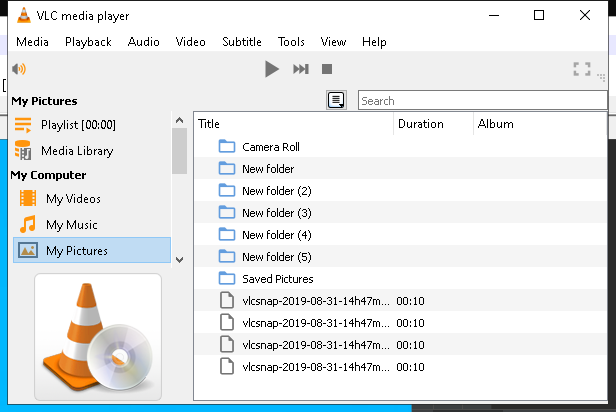 VLC media player
Media Playback Audio Video Subtitle Tools View Help
My Pictures
Playlist [00:00]
Media Library
My Computer
My Videos
My Music
My Pictures
Search
Title Duration Album
Camera Roll
New folder
New folder (2)
New folder (3)
New folder (4)
New folder (5)
Saved Pictures
vlcsnap-2019-08-31-14h47m... 00:10
vlcsnap-2019-08-31-14h47m... 00:10
vlcsnap-2019-08-31-14h47m... 00:10
vlcsnap-2019-08-31-14h47m... 00:10